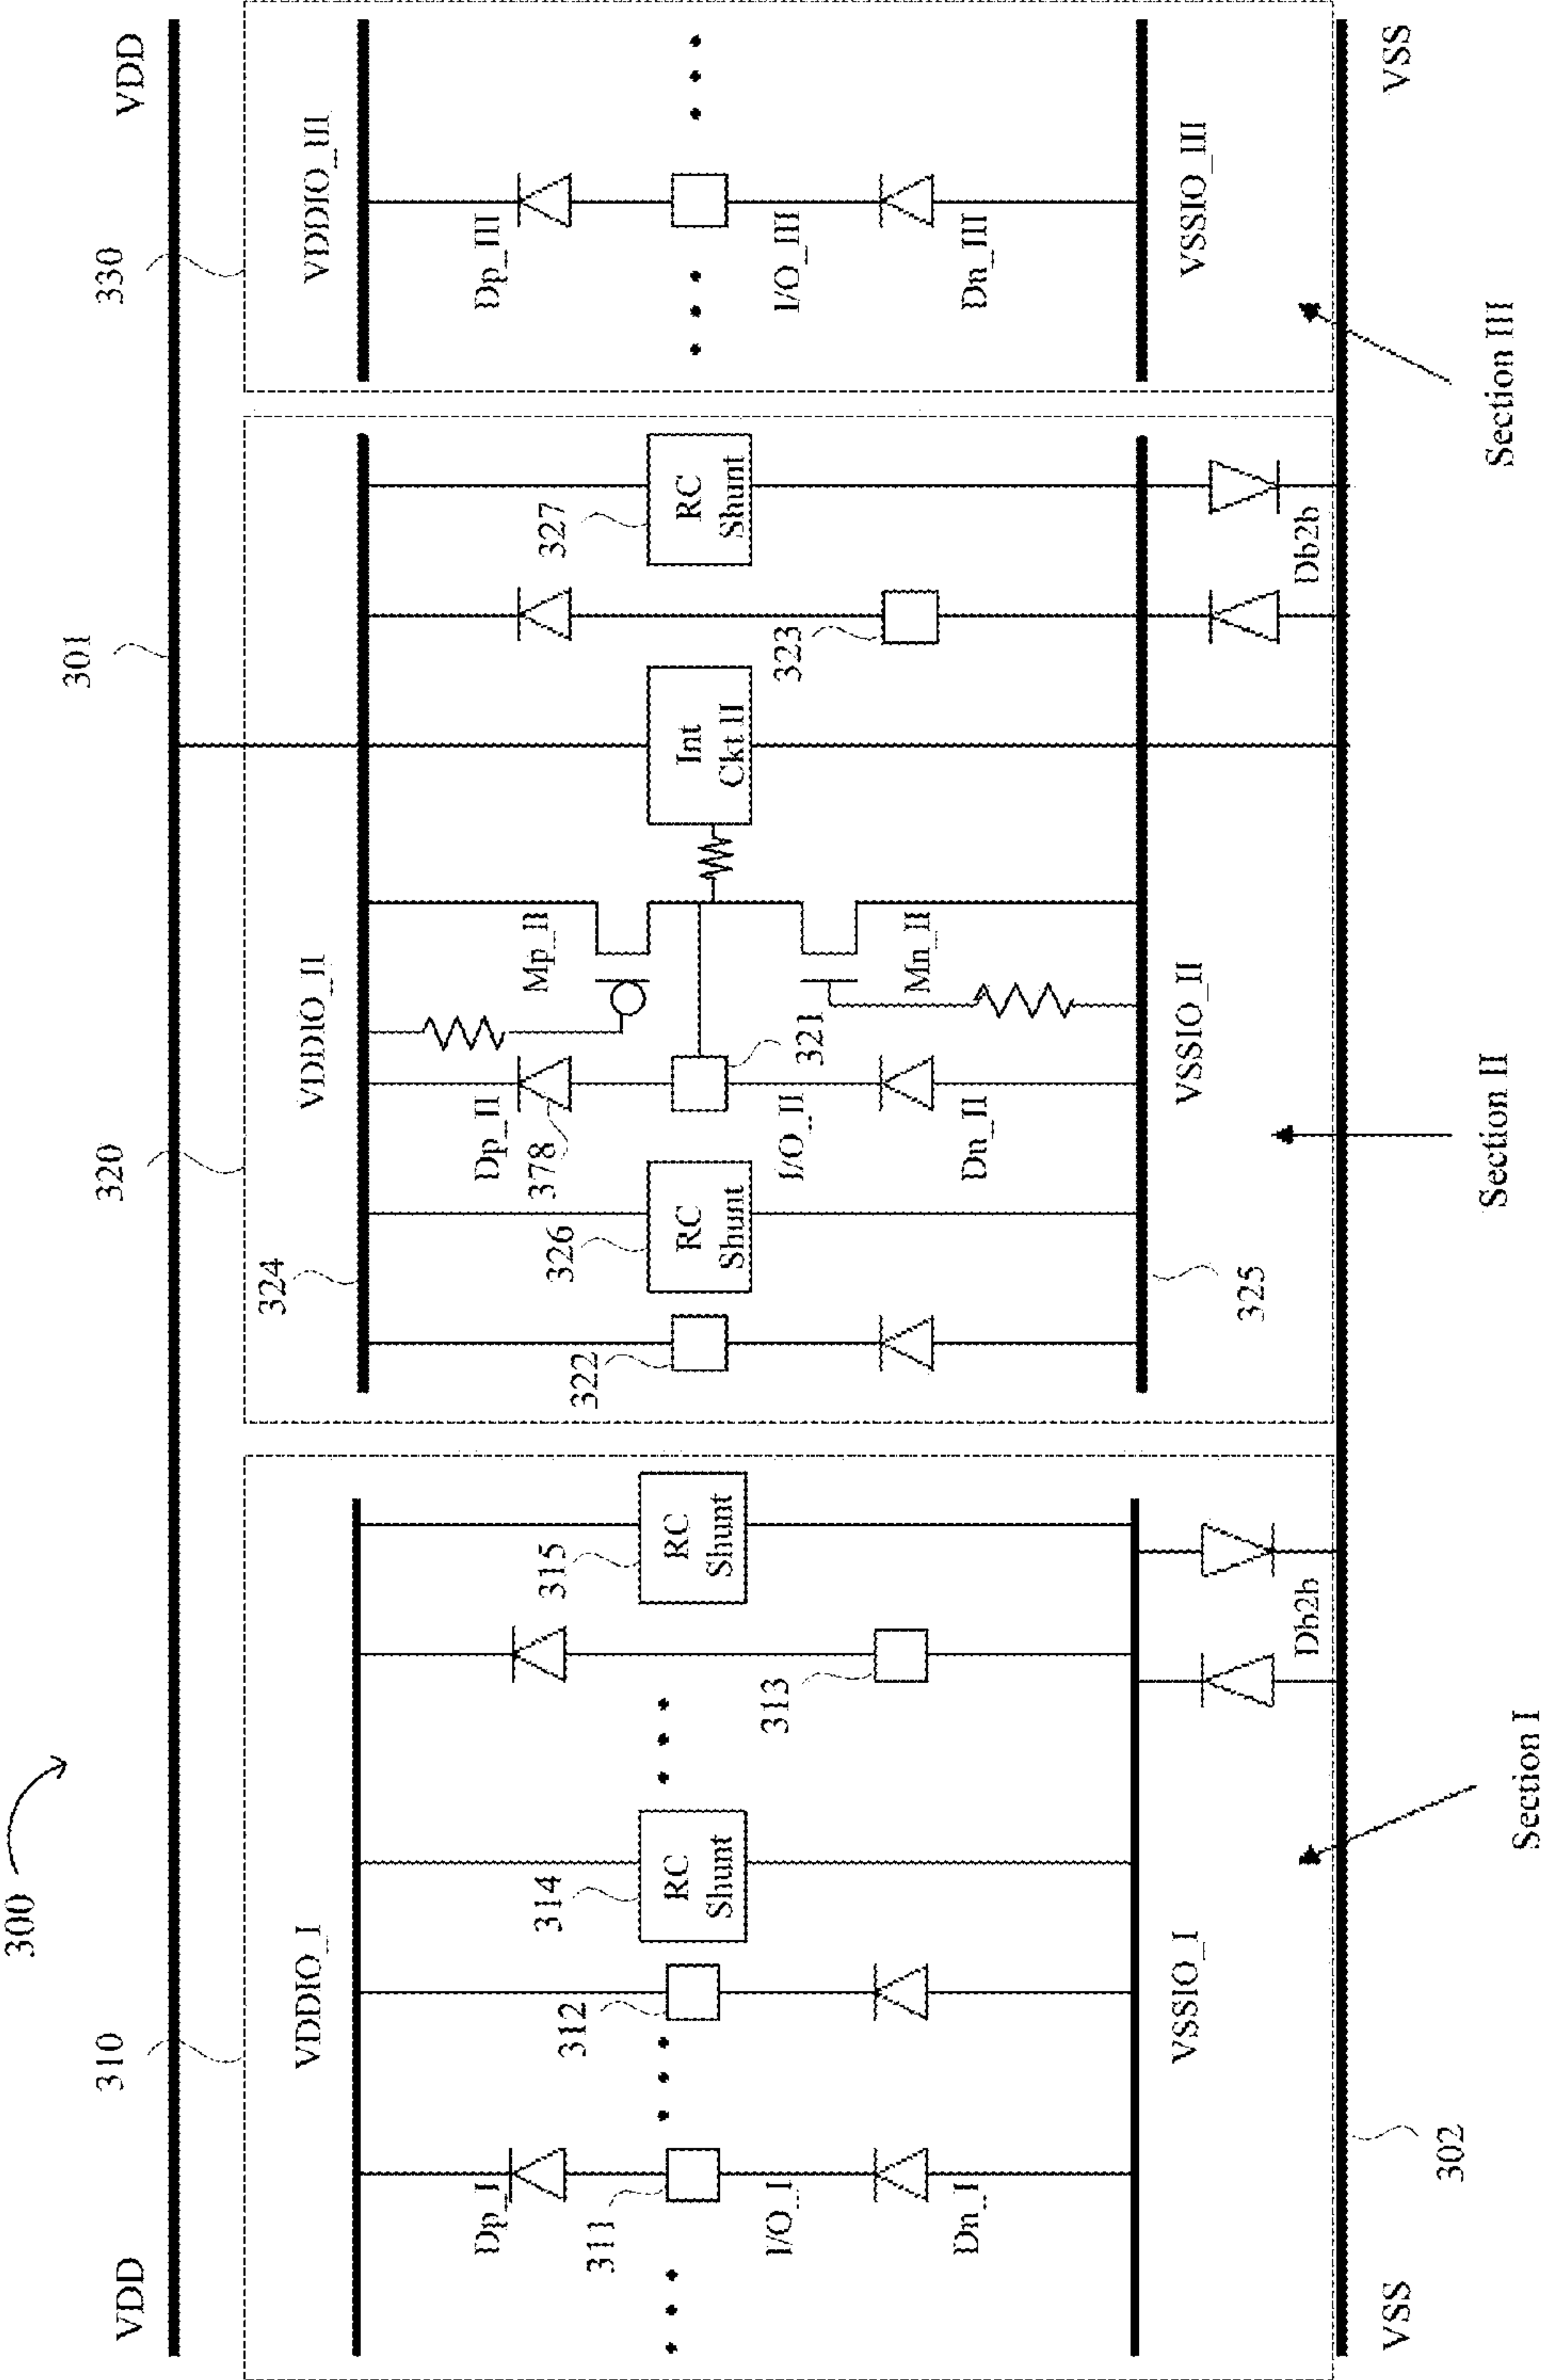 300
VDD
VDD
301
310
320
330
VDDIO_I
VDDIO_II
VDDIO_III
324
Dp_I
311
I/O_I
Dn_I
312
314
RC
Shunt
313
315
RC
Shunt
VSSIO_I
Db2b
322
326
RC
Shunt
Dp_II
378
321
I/O_II
Dn_II
Mp_II
Mn_II
Int
Ckt II
323
327
RC
Shunt
325
VSSIO_II
Db2b
Dp_III
I/O_III
Dn_III
VSSIO_III
VSS
302
VSS
Section I
Section II
Section III